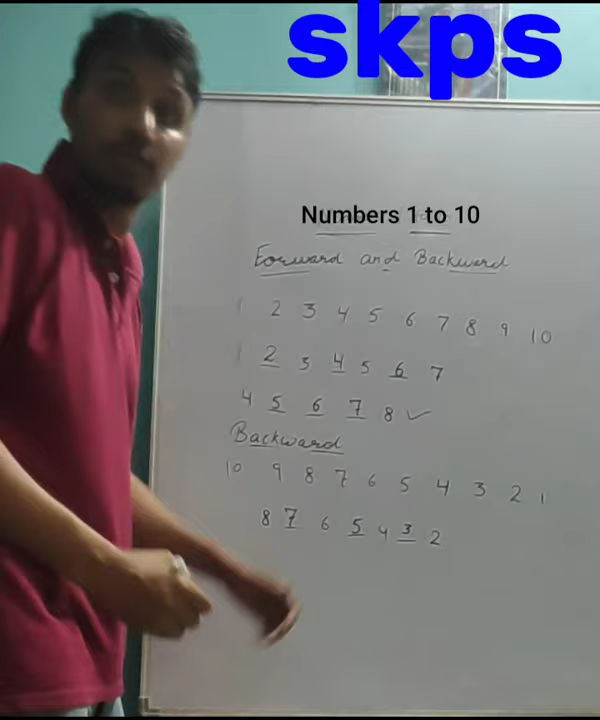 skps
Numbers 1 to 10
Forward and Backward
1 2 3 4 5 6 7 8 9 10
1 2 3 4 5 6 7
4 5 6 7 8 ✓
Backward
10 9 8 7 6 5 4 3 2 1
8 7 6 5 4 3 2